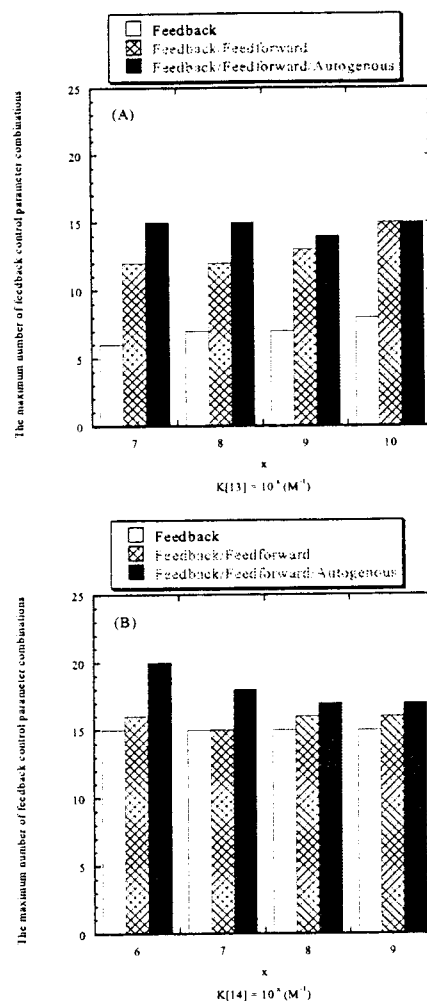 Feedback
Feedback/Feedforward
Feedback/Feedforward/Autogenous
The maximum number of feedback control parameter combinations
25
20
15
10
5
0
(A)
7 8 9 10
x
K[13] = 10^x (M^-1)
Feedback
Feedback/Feedforward
Feedback/Feedforward/Autogenous
The maximum number of feedback control parameter combinations
25
20
15
10
5
0
(B)
6 7 8 9
x
K[14] = 10^x (M^-1)